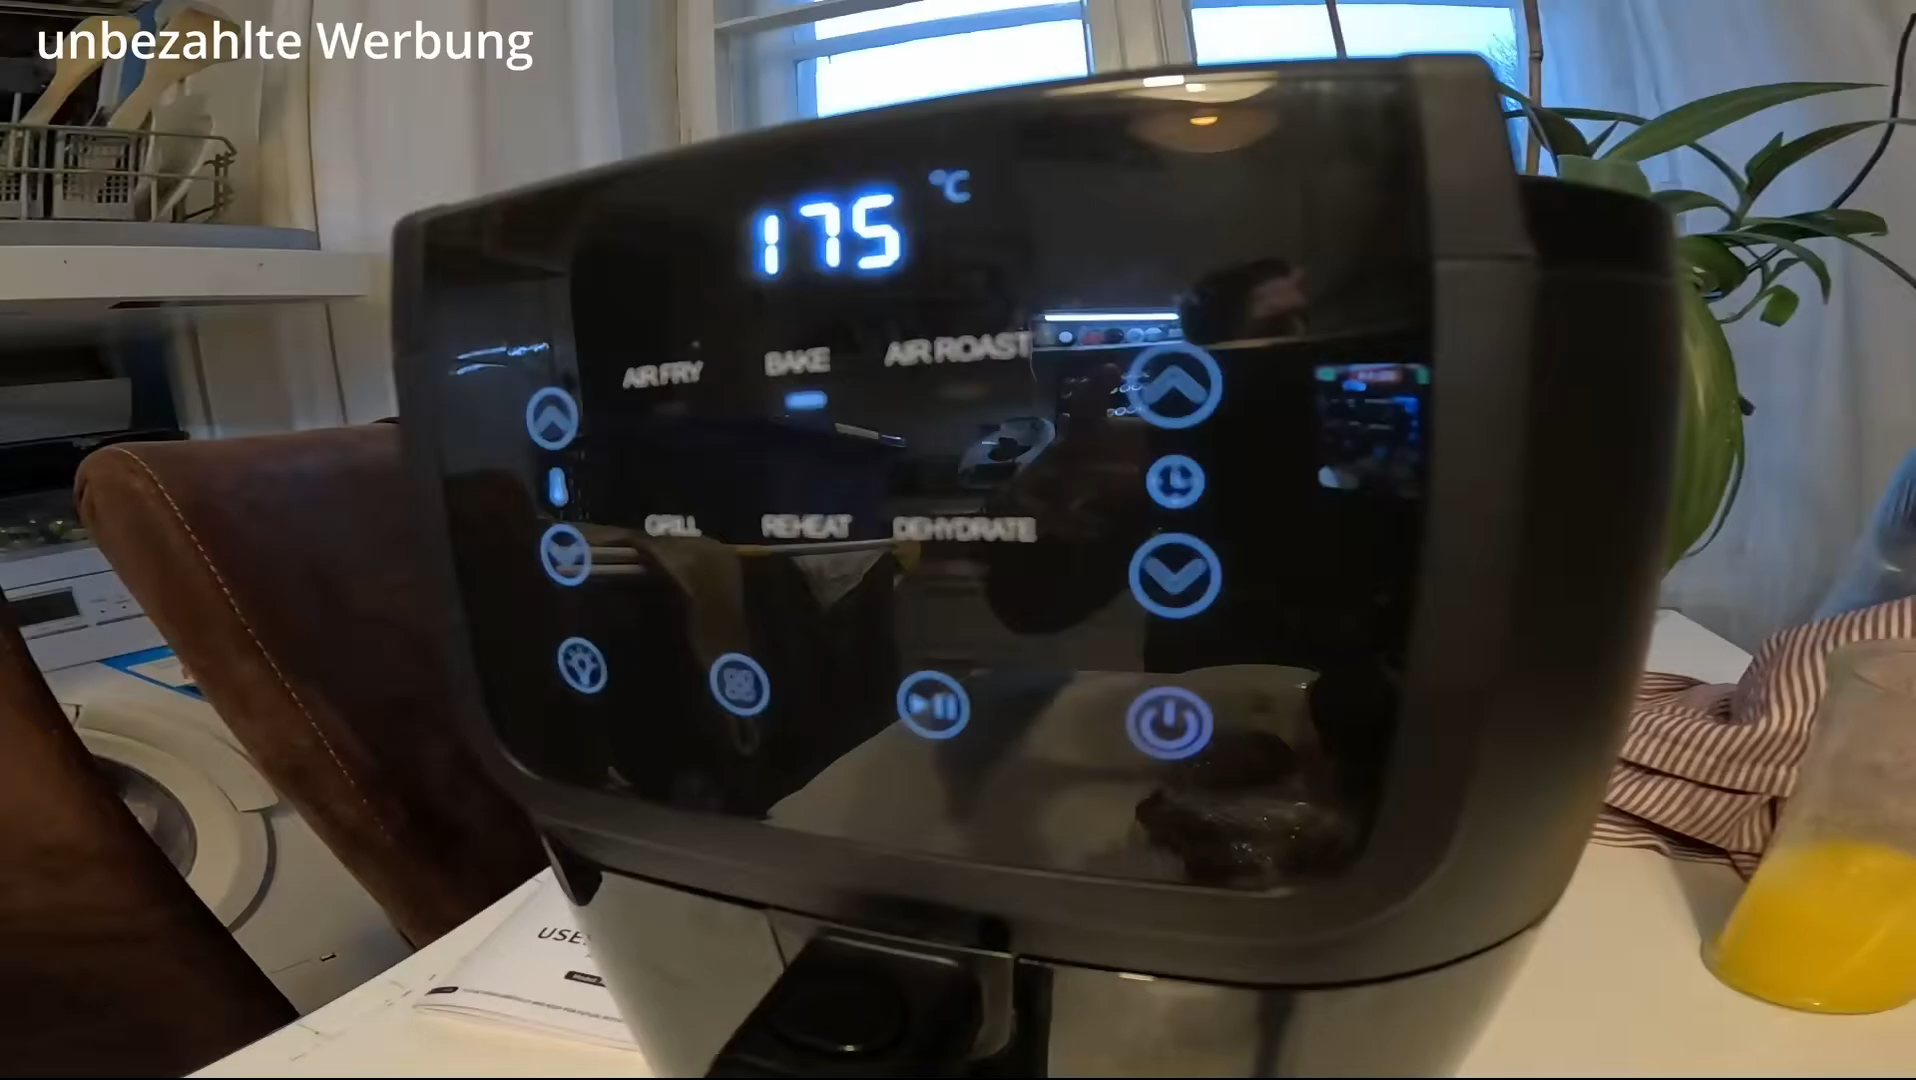 unbezahlte Werbung
175 °C
AIR FRY BAKE AIR ROAST
GRILL REHEAT DEHYDRATE
USE